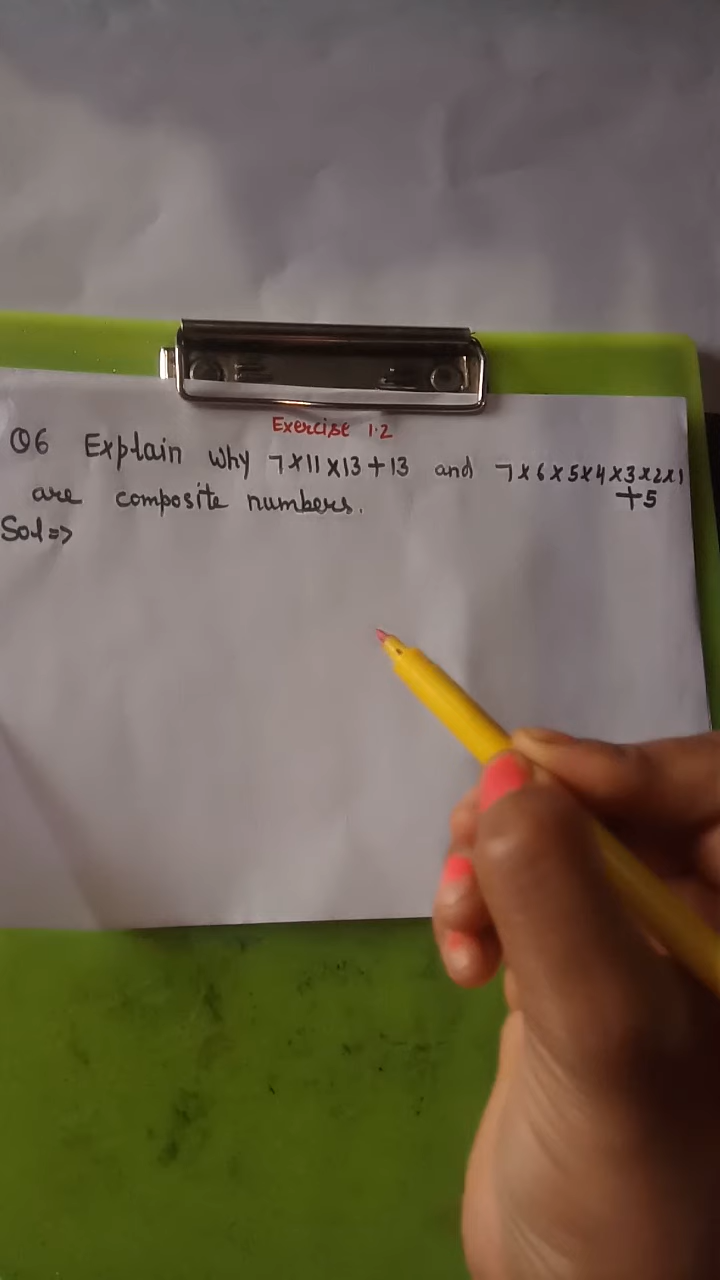 Exercise 1.2
Q6 Explain why 7×11×13+13 and 7×6×5×4×3×2×1
+5
are composite numbers.
Sol=>